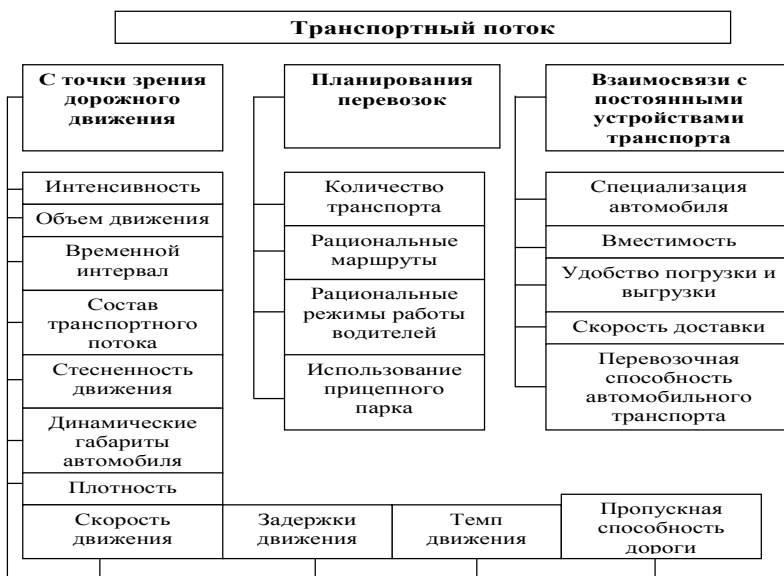 Транспортный поток
С точки зрения
дорожного
движения
Интенсивность
Объем движения
Временной
интервал
Состав
транспортного
потока
Стесненность
движения
Динамические
габариты
автомобиля
Плотность
Планирования
перевозок
Количество
транспорта
Рациональные
маршруты
Рациональные
режимы работы
водителей
Использование
прицепного
парка
Взаимосвязи с
постоянными
устройствами
транспорта
Специализация
автомобиля
Вместимость
Удобство погрузки и
выгрузки
Скорость доставки
Перевозочная
способность
автомобильного
транспорта
Скорость
движения
Задержки
движения
Темп
движения
Пропускная
способность
дороги